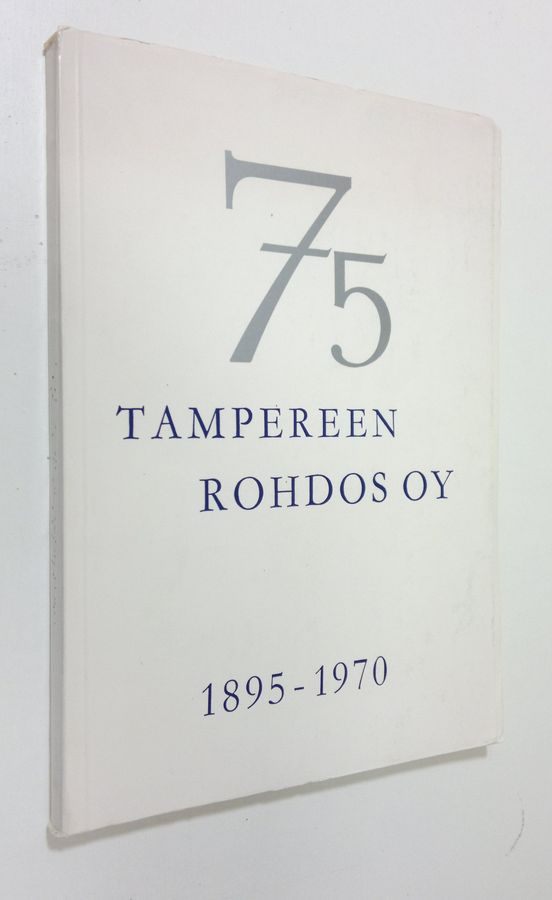 75
TAMPEREEN
ROHDOS OY
1895-1970